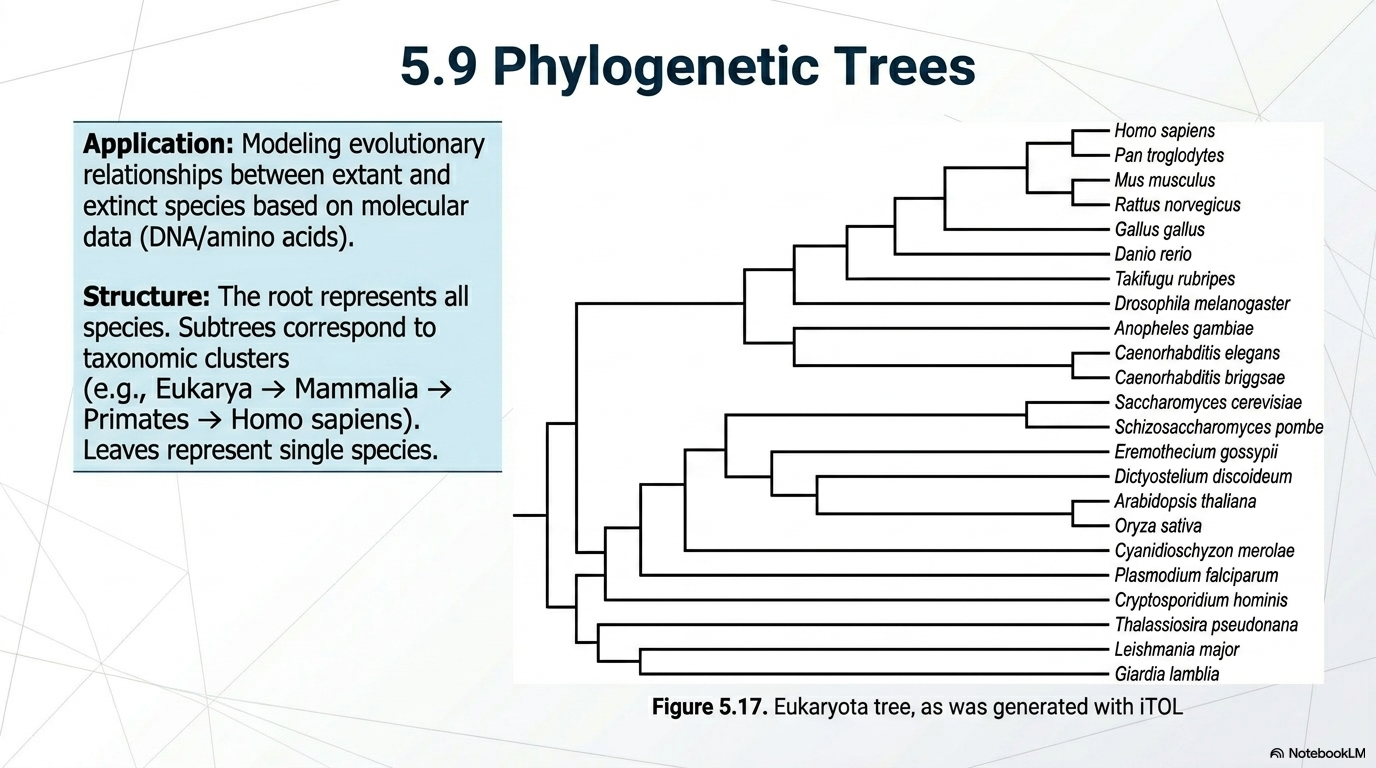 5.9 Phylogenetic Trees
Application: Modeling evolutionary
relationships between extant and
extinct species based on molecular
data (DNA/amino acids).
Structure: The root represents all
species. Subtrees correspond to
taxonomic clusters
(e.g., Eukarya → Mammalia →
Primates → Homo sapiens).
Leaves represent single species.
Homo sapiens
Pan troglodytes
Mus musculus
Rattus norvegicus
Gallus gallus
Danio rerio
Takifugu rubripes
Drosophila melanogaster
Anopheles gambiae
Caenorhabditis elegans
Caenorhabditis briggsae
Saccharomyces cerevisiae
Schizosaccharomyces pombe
Eremothecium gossypii
Dictyostelium discoideum
Arabidopsis thaliana
Oryza sativa
Cyanidioschyzon merolae
Plasmodium falciparum
Cryptosporidium hominis
Thalassiosira pseudonana
Leishmania major
Giardia lamblia
Figure 5.17. Eukaryota tree, as was generated with iTOL
NotebookLM